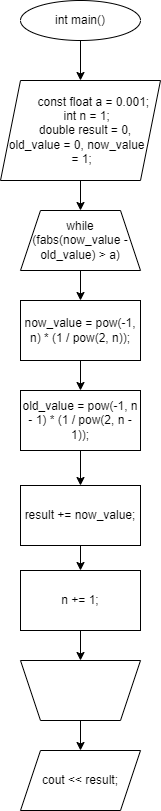 int main()
const float a = 0.001;
int n = 1;
double result = 0,
old_value = 0, now_value
= 1;
while
(fabs(now_value -
old_value) > a)
now_value = pow(-1,
n) * (1 / pow(2, n));
old_value = pow(-1, n
- 1) * (1 / pow(2, n -
1));
result += now_value;
n += 1;
cout << result;